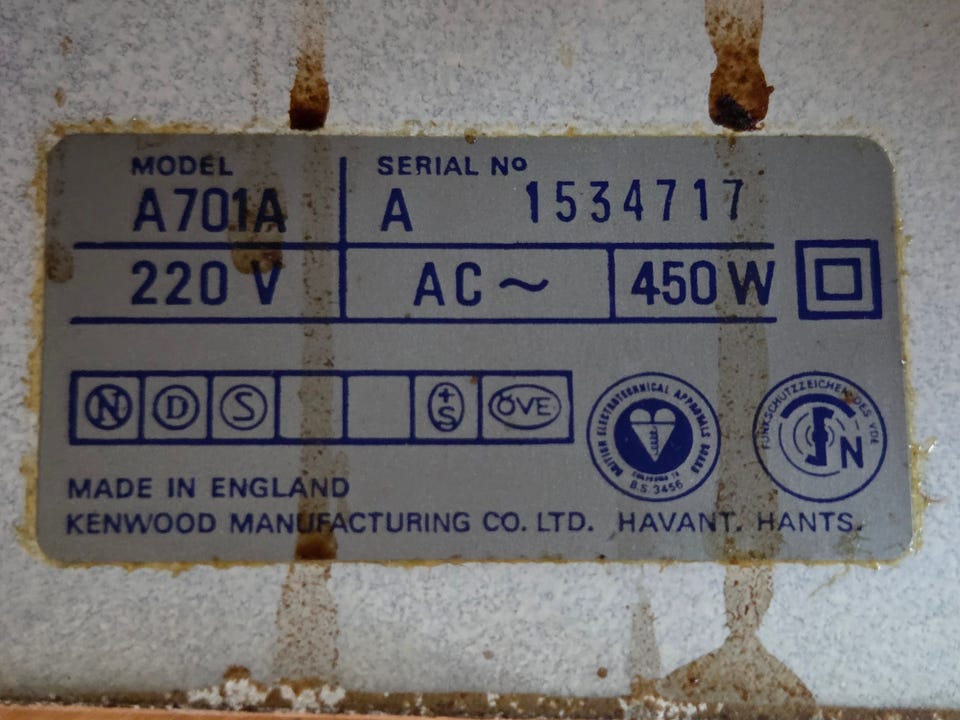 MODEL SERIAL Nº
A701A A 1534717
220 V AC ~ 450 W
N D S +S ÖVE
BRITISH ELECTROTECHNICAL APPROVALS BOARD
B.S. 3456
FUNKSCHUTZZEICHEN DES VDE
N
MADE IN ENGLAND
KENWOOD MANUFACTURING CO. LTD. HAVANT. HANTS.